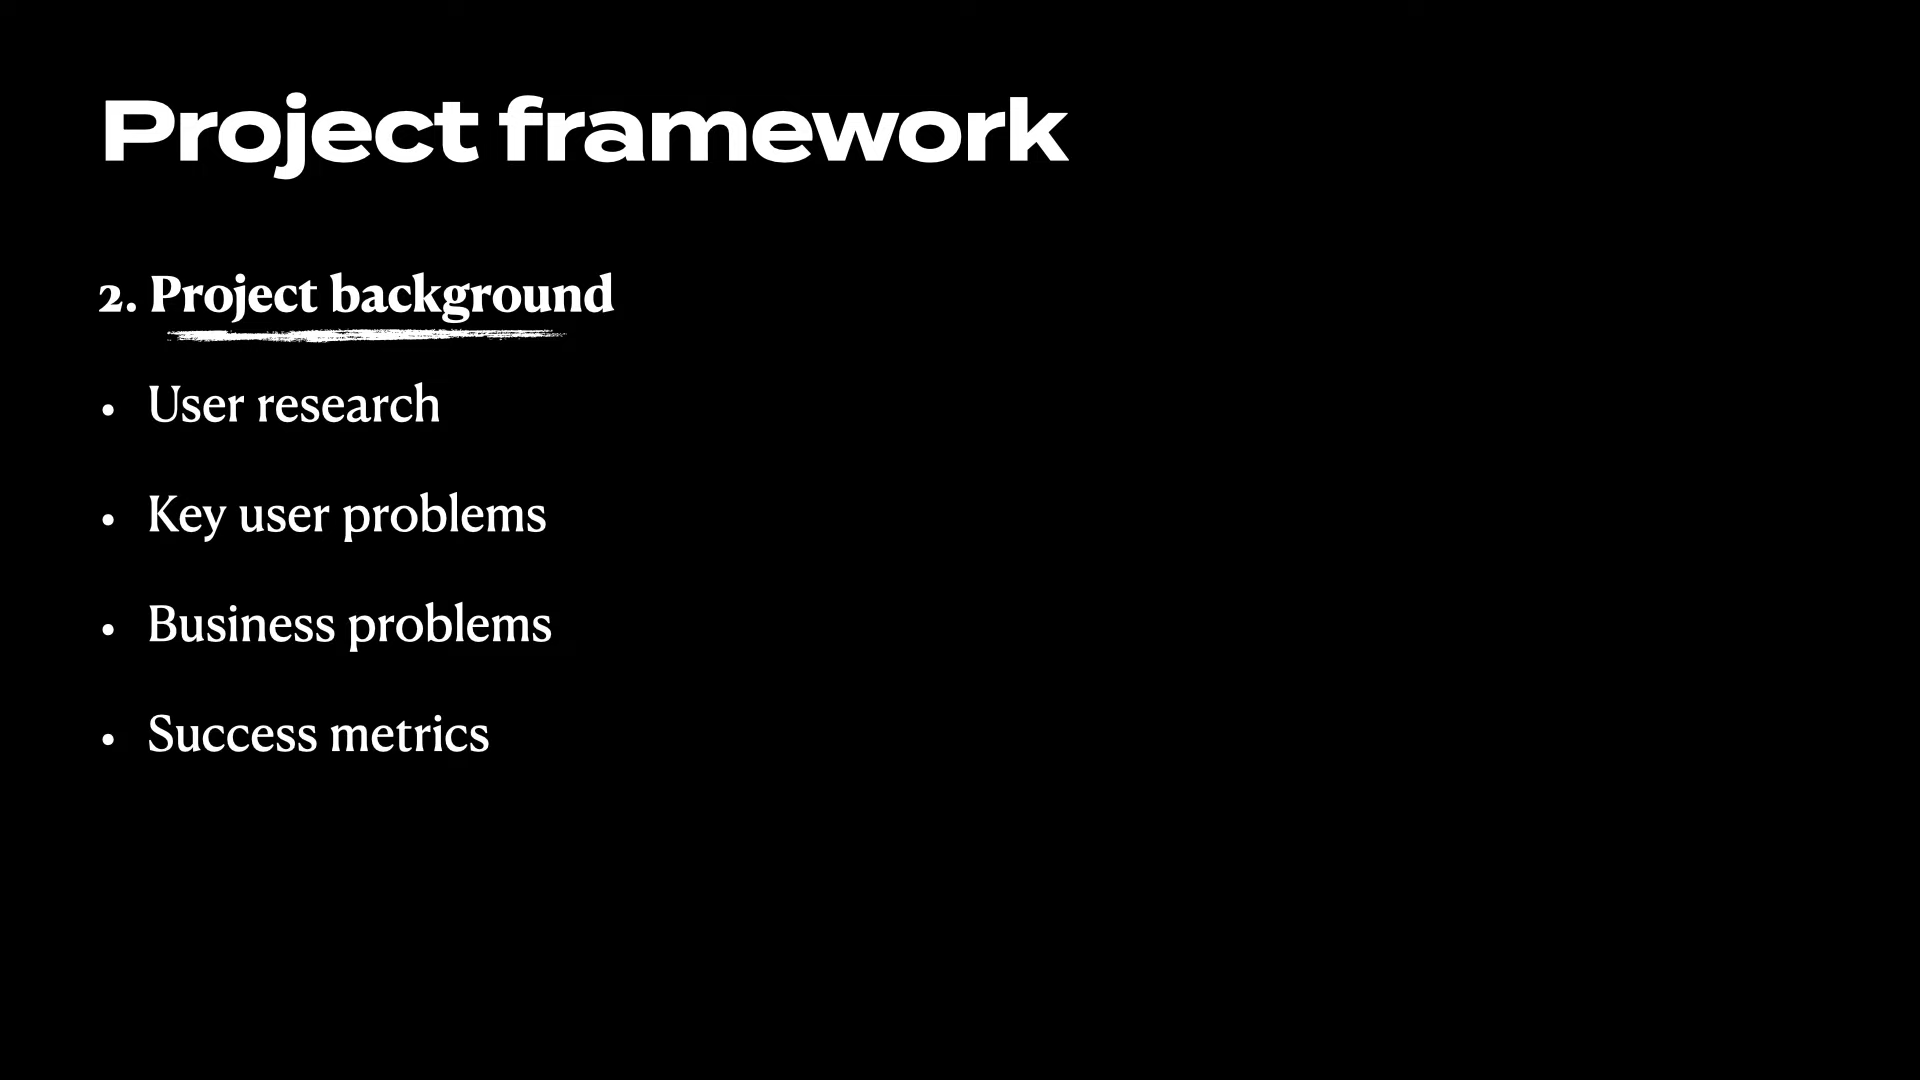 Project framework
2. Project background
• User research
• Key user problems
• Business problems
• Success metrics